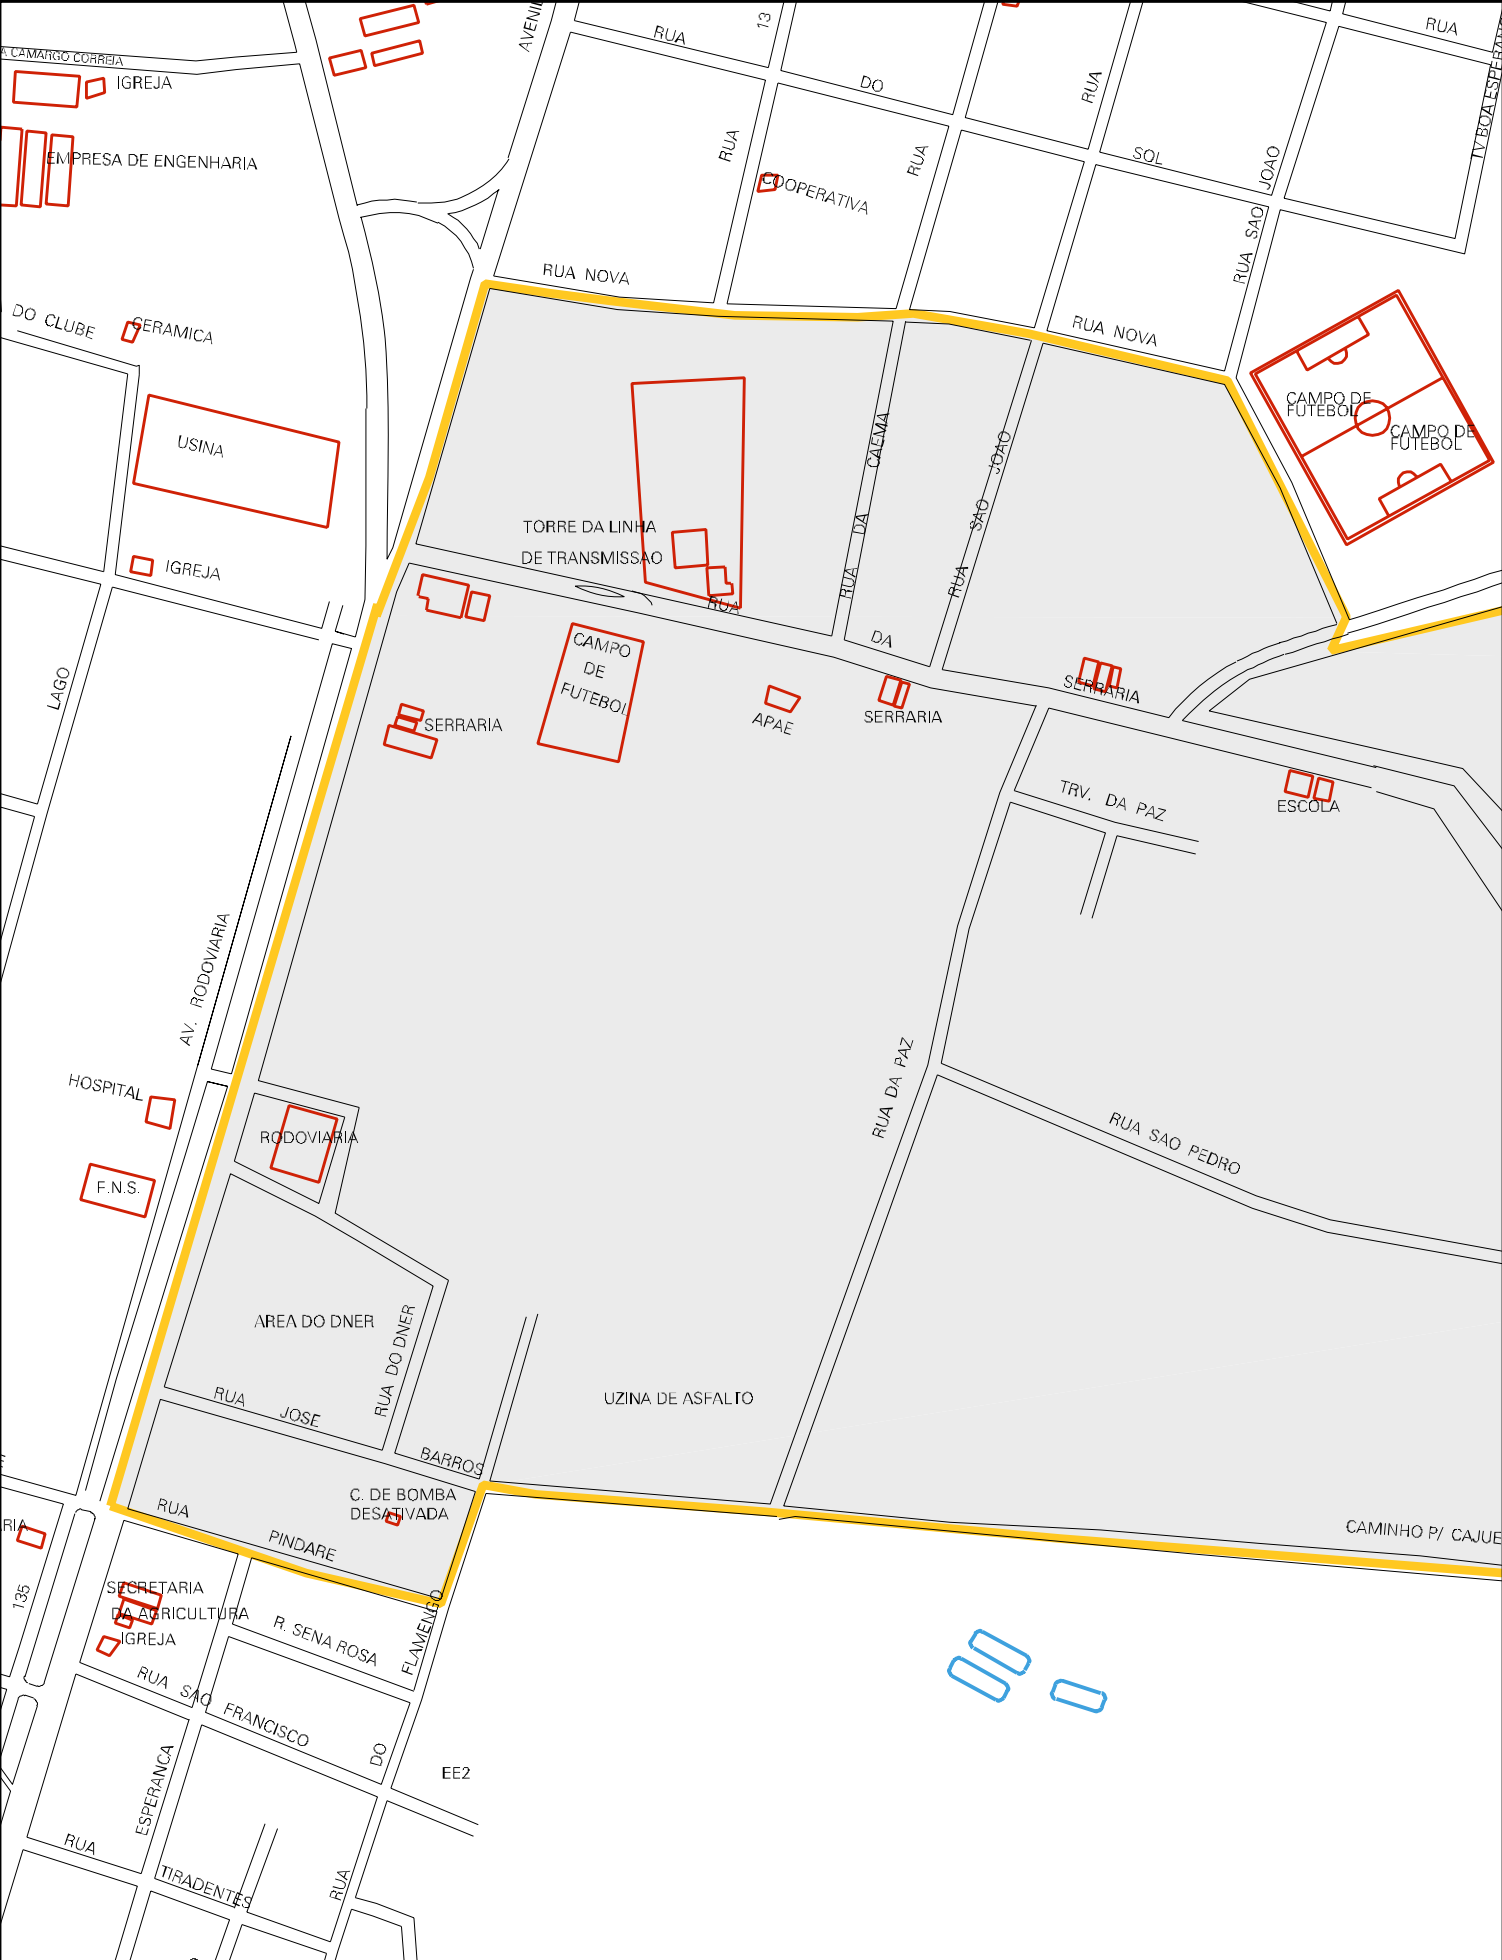 RUA
13
RUA
A CAMARGO CORREIA
IGREJA
DO
RUA
TV BOA ESPERAN
EMPRESA DE ENGENHARIA
RUA
RUA
SOL
JOAO
COOPERATIVA
RUA SAO
RUA NOVA
RUA NOVA
DO CLUBE
CERAMICA
CAMPO DE
FUTEBOL
CAMPO DE
FUTEBOL
USINA
CAEMA
JOAO
TORRE DA LINHA
DE TRANSMISSAO
DA
SAO
IGREJA
RUA
RUA
RUA
DA
CAMPO
DE
FUTEBOL
LAGO
SERRARIA
APAE
SERRARIA
SERRARIA
TRV. DA PAZ
ESCOLA
AV. RODOVIARIA
HOSPITAL
RUA DA PAZ
RODOVIARIA
RUA SAO PEDRO
F.N.S.
AREA DO DNER
RUA DO DNER
RUA
JOSE
UZINA DE ASFALTO
BARROS
C. DE BOMBA
DESATIVADA
RUA
PINDARE
RIA
CAMINHO P/ CAJUE
135
SECRETARIA
DA AGRICULTURA
IGREJA
R. SENA ROSA
FLAMENGO
RUA SAO FRANCISCO
DO
EE2
ESPERANCA
RUA
TIRADENTES
RUA